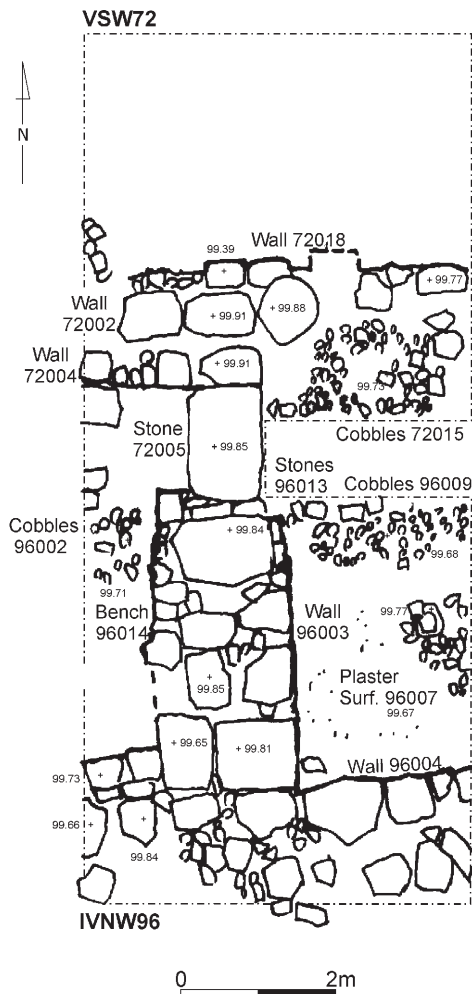 VSW72
N
99.39
Wall 72018
+ 99.77
Wall
72002
+ 99.91
+ 99.88
Wall
72004
+ 99.91
99.73
Stone
72005
+ 99.85
Cobbles 72015
Stones
96013
Cobbles 96009
Cobbles
96002
+ 99.84
99.68
99.71
Bench
96014
Wall
96003
99.77
+
99.85
Plaster
Surf. 96007
99.67
+ 99.65
+ 99.81
Wall 96004
99.73
99.66
99.84
IVNW96
0
2m